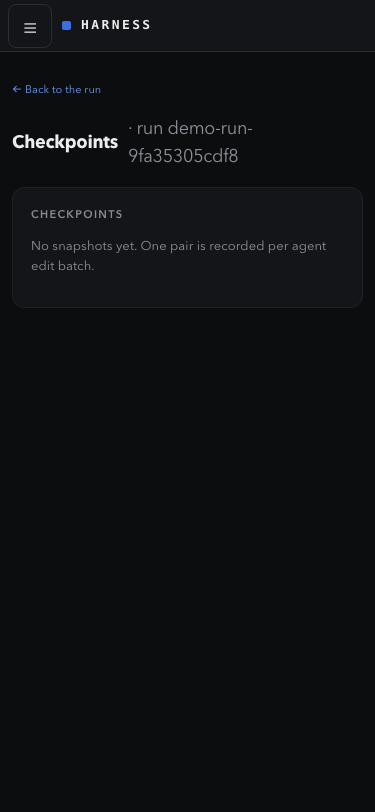 HARNESS
← Back to the run
Checkpoints · run demo-run-
9fa35305cdf8
CHECKPOINTS
No snapshots yet. One pair is recorded per agent
edit batch.